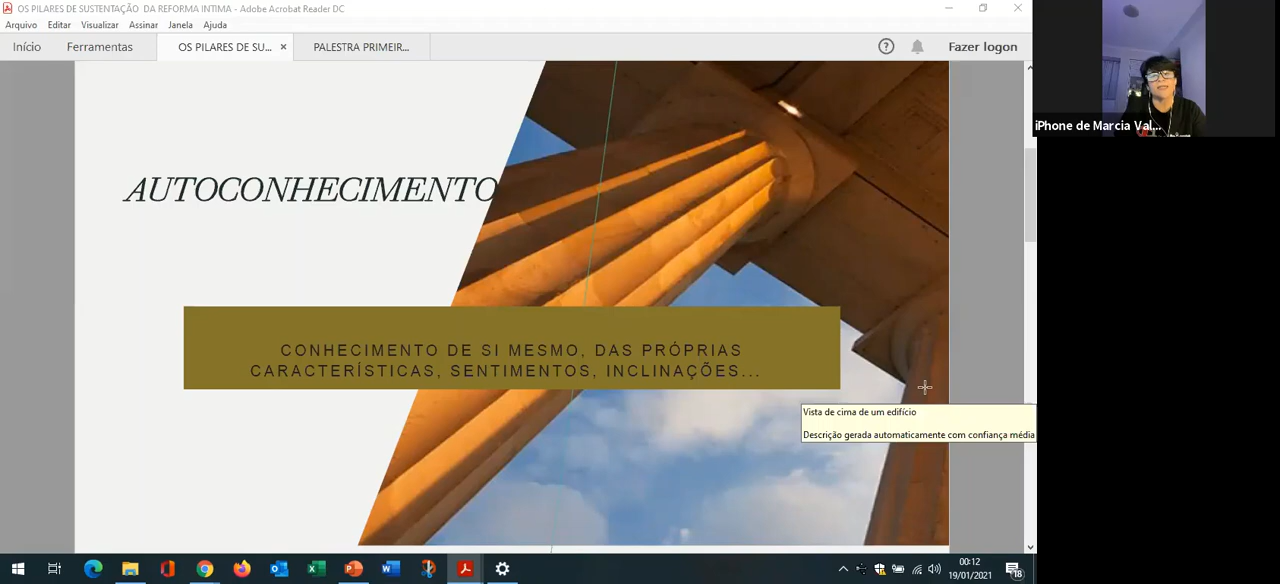 OS PILARES DE SUSTENTAÇÃO DA REFORMA INTIMA - Adobe Acrobat Reader DC
Arquivo Editar Visualizar Assinar Janela Ajuda
Início Ferramentas OS PILARES DE SU... × PALESTRA PRIMEIR... Fazer logon
iPhone de Marcia Val...
AUTOCONHECIMENTO
CONHECIMENTO DE SI MESMO, DAS PRÓPRIAS
CARACTERÍSTICAS, SENTIMENTOS, INCLINAÇÕES...
Vista de cima de um edifício
Descrição gerada automaticamente com confiança média
00:12
19/01/2021
18